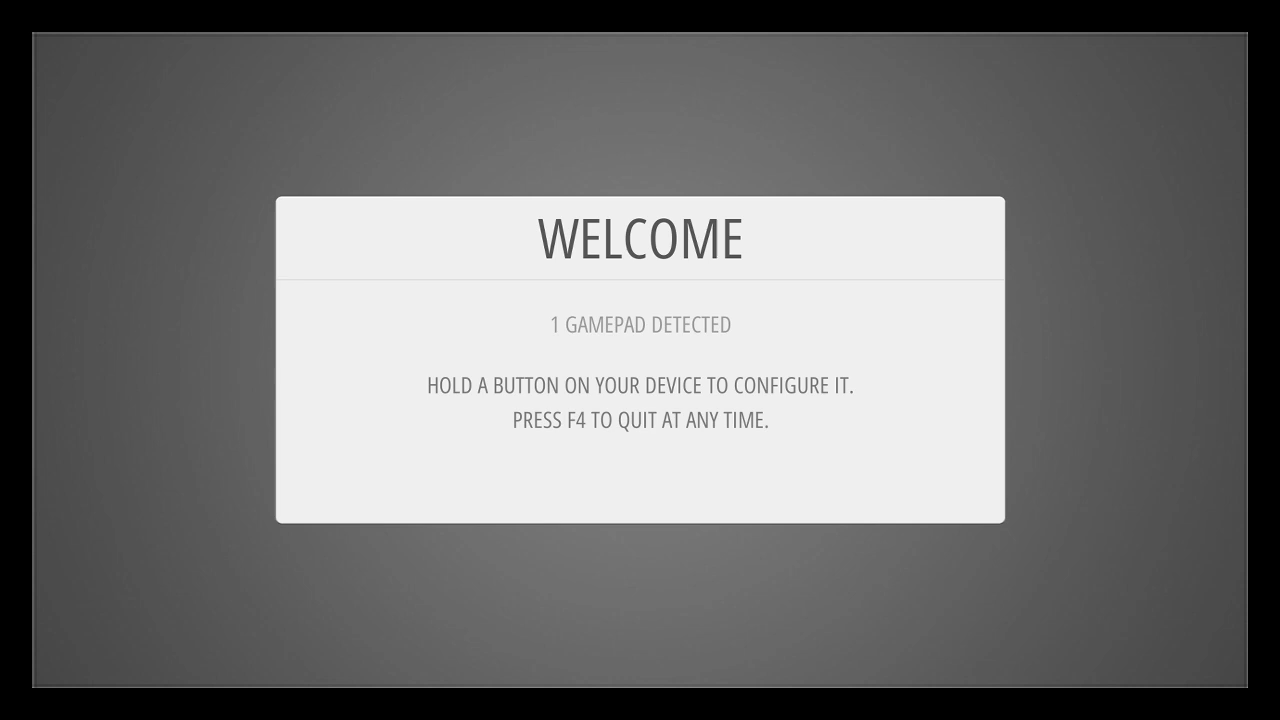 WELCOME
1 GAMEPAD DETECTED
HOLD A BUTTON ON YOUR DEVICE TO CONFIGURE IT.
PRESS F4 TO QUIT AT ANY TIME.